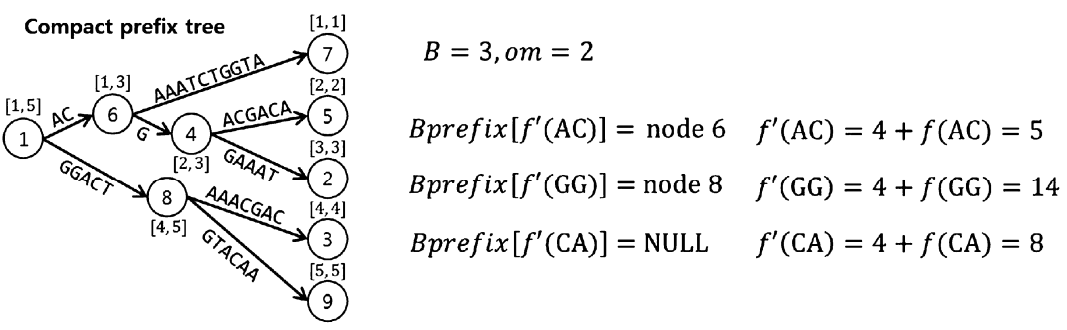 Compact prefix tree
[1,5]
1
AC
[1,3]
6
AAATCTGGTA
[1,1]
7
G
4
[2,3]
ACGACA
[2,2]
5
GAAAT
[3,3]
2
GGACT
8
[4,5]
AAACGAC
[4,4]
3
GTACAA
[5,5]
9
B = 3, om = 2
Bprefix[f′(AC)] = node 6 f′(AC) = 4 + f(AC) = 5
Bprefix[f′(GG)] = node 8 f′(GG) = 4 + f(GG) = 14
Bprefix[f′(CA)] = NULL f′(CA) = 4 + f(CA) = 8